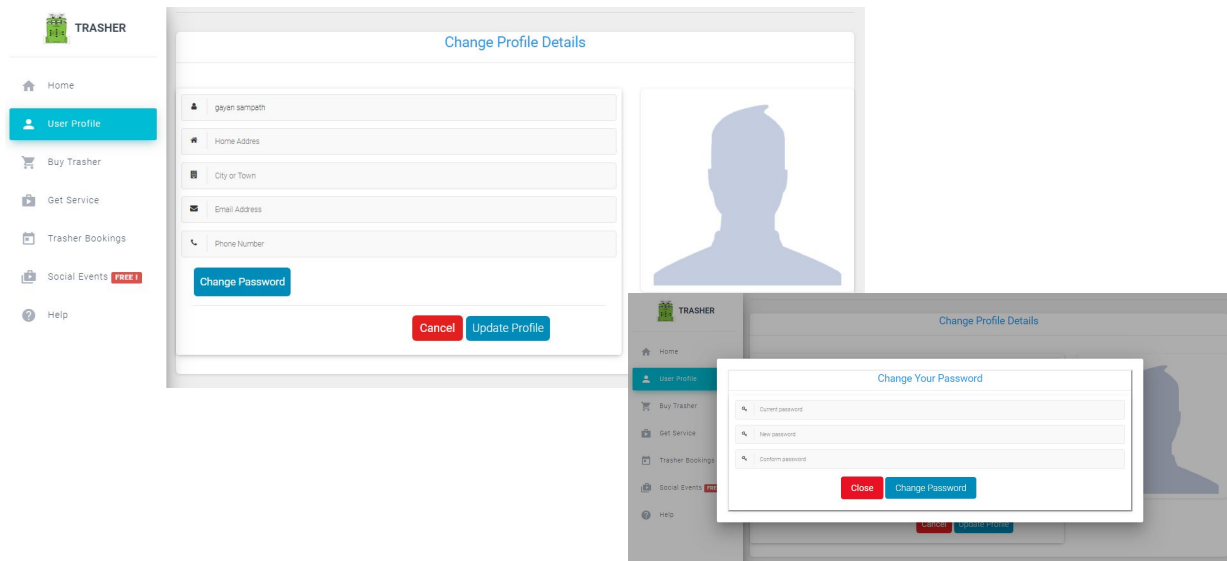 TRASHER
Change Profile Details
Home
gayan sampath
User Profile
Home Addres
Buy Trasher
City or Town
Get Service
Email Address
Trasher Bookings
Phone Number
Social Events FREE !
Change Password
Help
Cancel Update Profile
TRASHER
Change Profile Details
Home
User Profile
Change Your Password
Buy Trasher
Current password
Get Service
New password
Trasher Bookings
Conform password
Social Events FRE
Close Change Password
Help
Cancel Update Profile